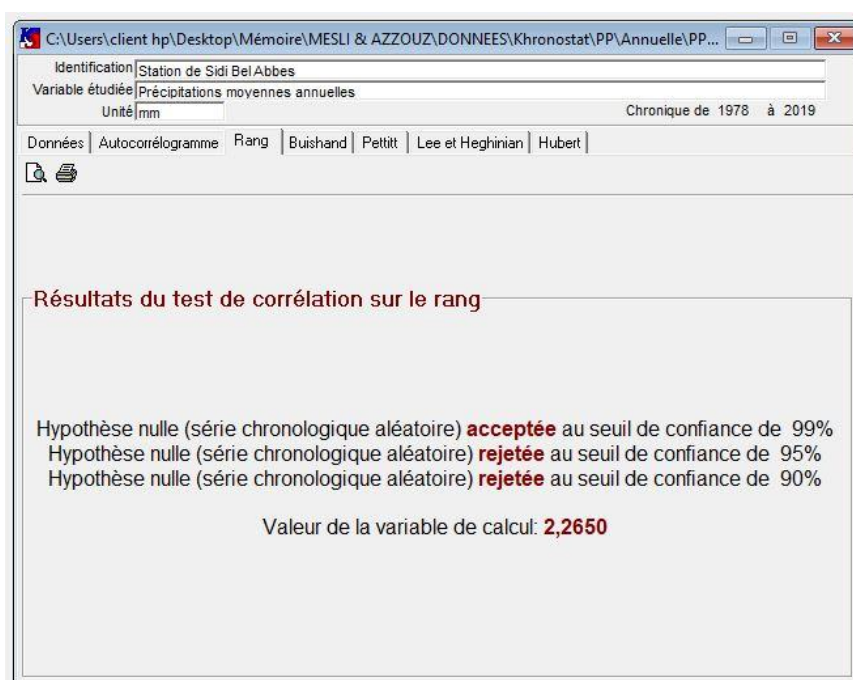 C:\Users\client hp\Desktop\Mémoire\MESLI & AZZOUZ\DONNEES\Khronostat\PP\Annuelle\PP...
Identification Station de Sidi Bel Abbes
Variable étudiée Précipitations moyennes annuelles
Unité mm Chronique de 1978 à 2019
Données Autocorrélogramme Rang Buishand Pettitt Lee et Heghinian Hubert
Résultats du test de corrélation sur le rang
Hypothèse nulle (série chronologique aléatoire) acceptée au seuil de confiance de 99%
Hypothèse nulle (série chronologique aléatoire) rejetée au seuil de confiance de 95%
Hypothèse nulle (série chronologique aléatoire) rejetée au seuil de confiance de 90%
Valeur de la variable de calcul: 2,2650